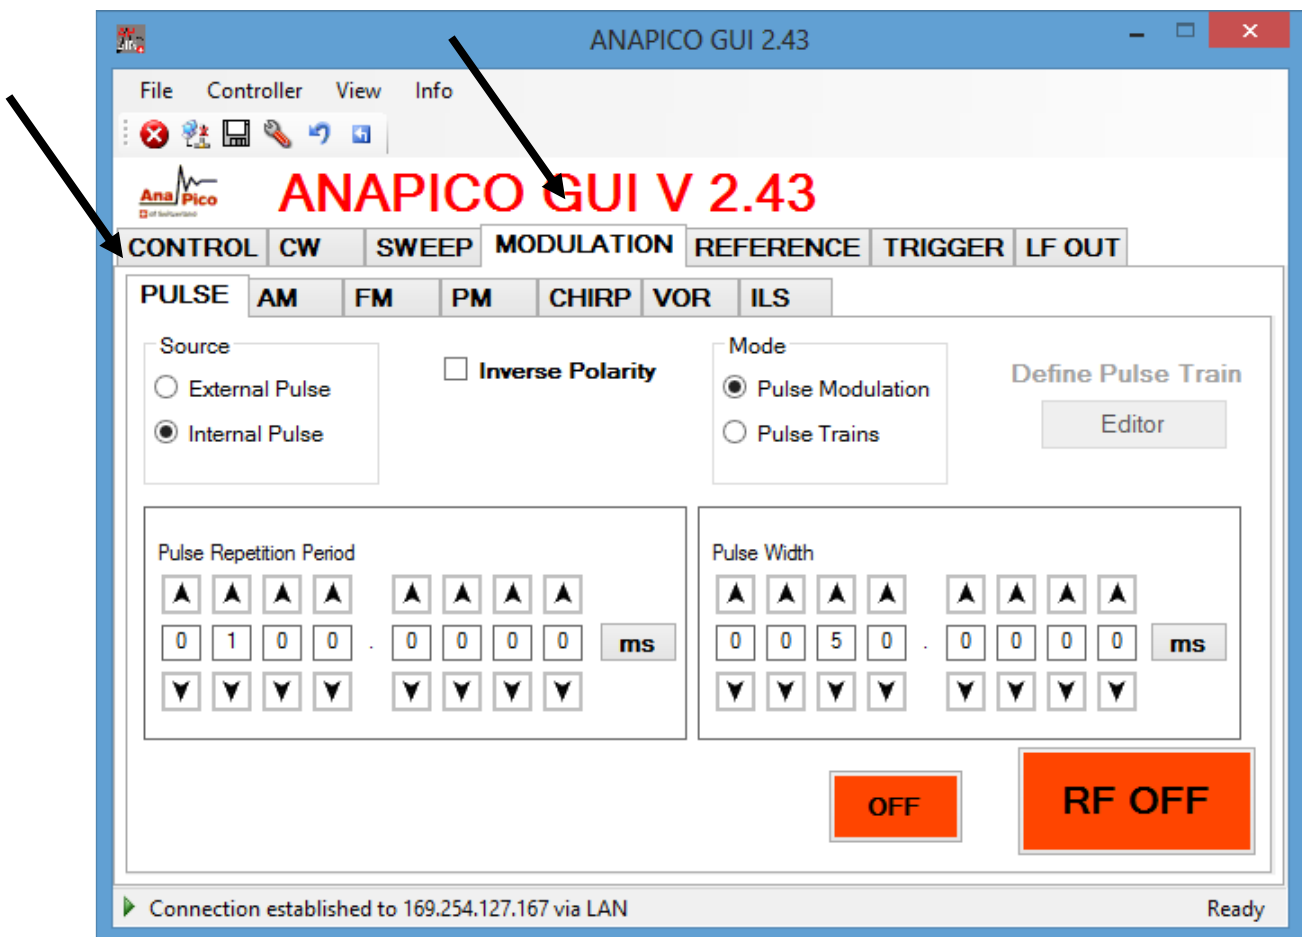 ANAPICO GUI 2.43
File Controller View Info
Ana Pico
ANAPICO GUI V 2.43
CONTROL CW SWEEP MODULATION REFERENCE TRIGGER LF OUT
PULSE AM FM PM CHIRP VOR ILS
Source
Inverse Polarity
Mode
External Pulse
Pulse Modulation
Define Pulse Train
Internal Pulse
Pulse Trains
Editor
Pulse Repetition Period
Pulse Width
0 1 0 0 . 0 0 0 0 ms
0 0 5 0 . 0 0 0 0 ms
OFF
RF OFF
Connection established to 169.254.127.167 via LAN
Ready